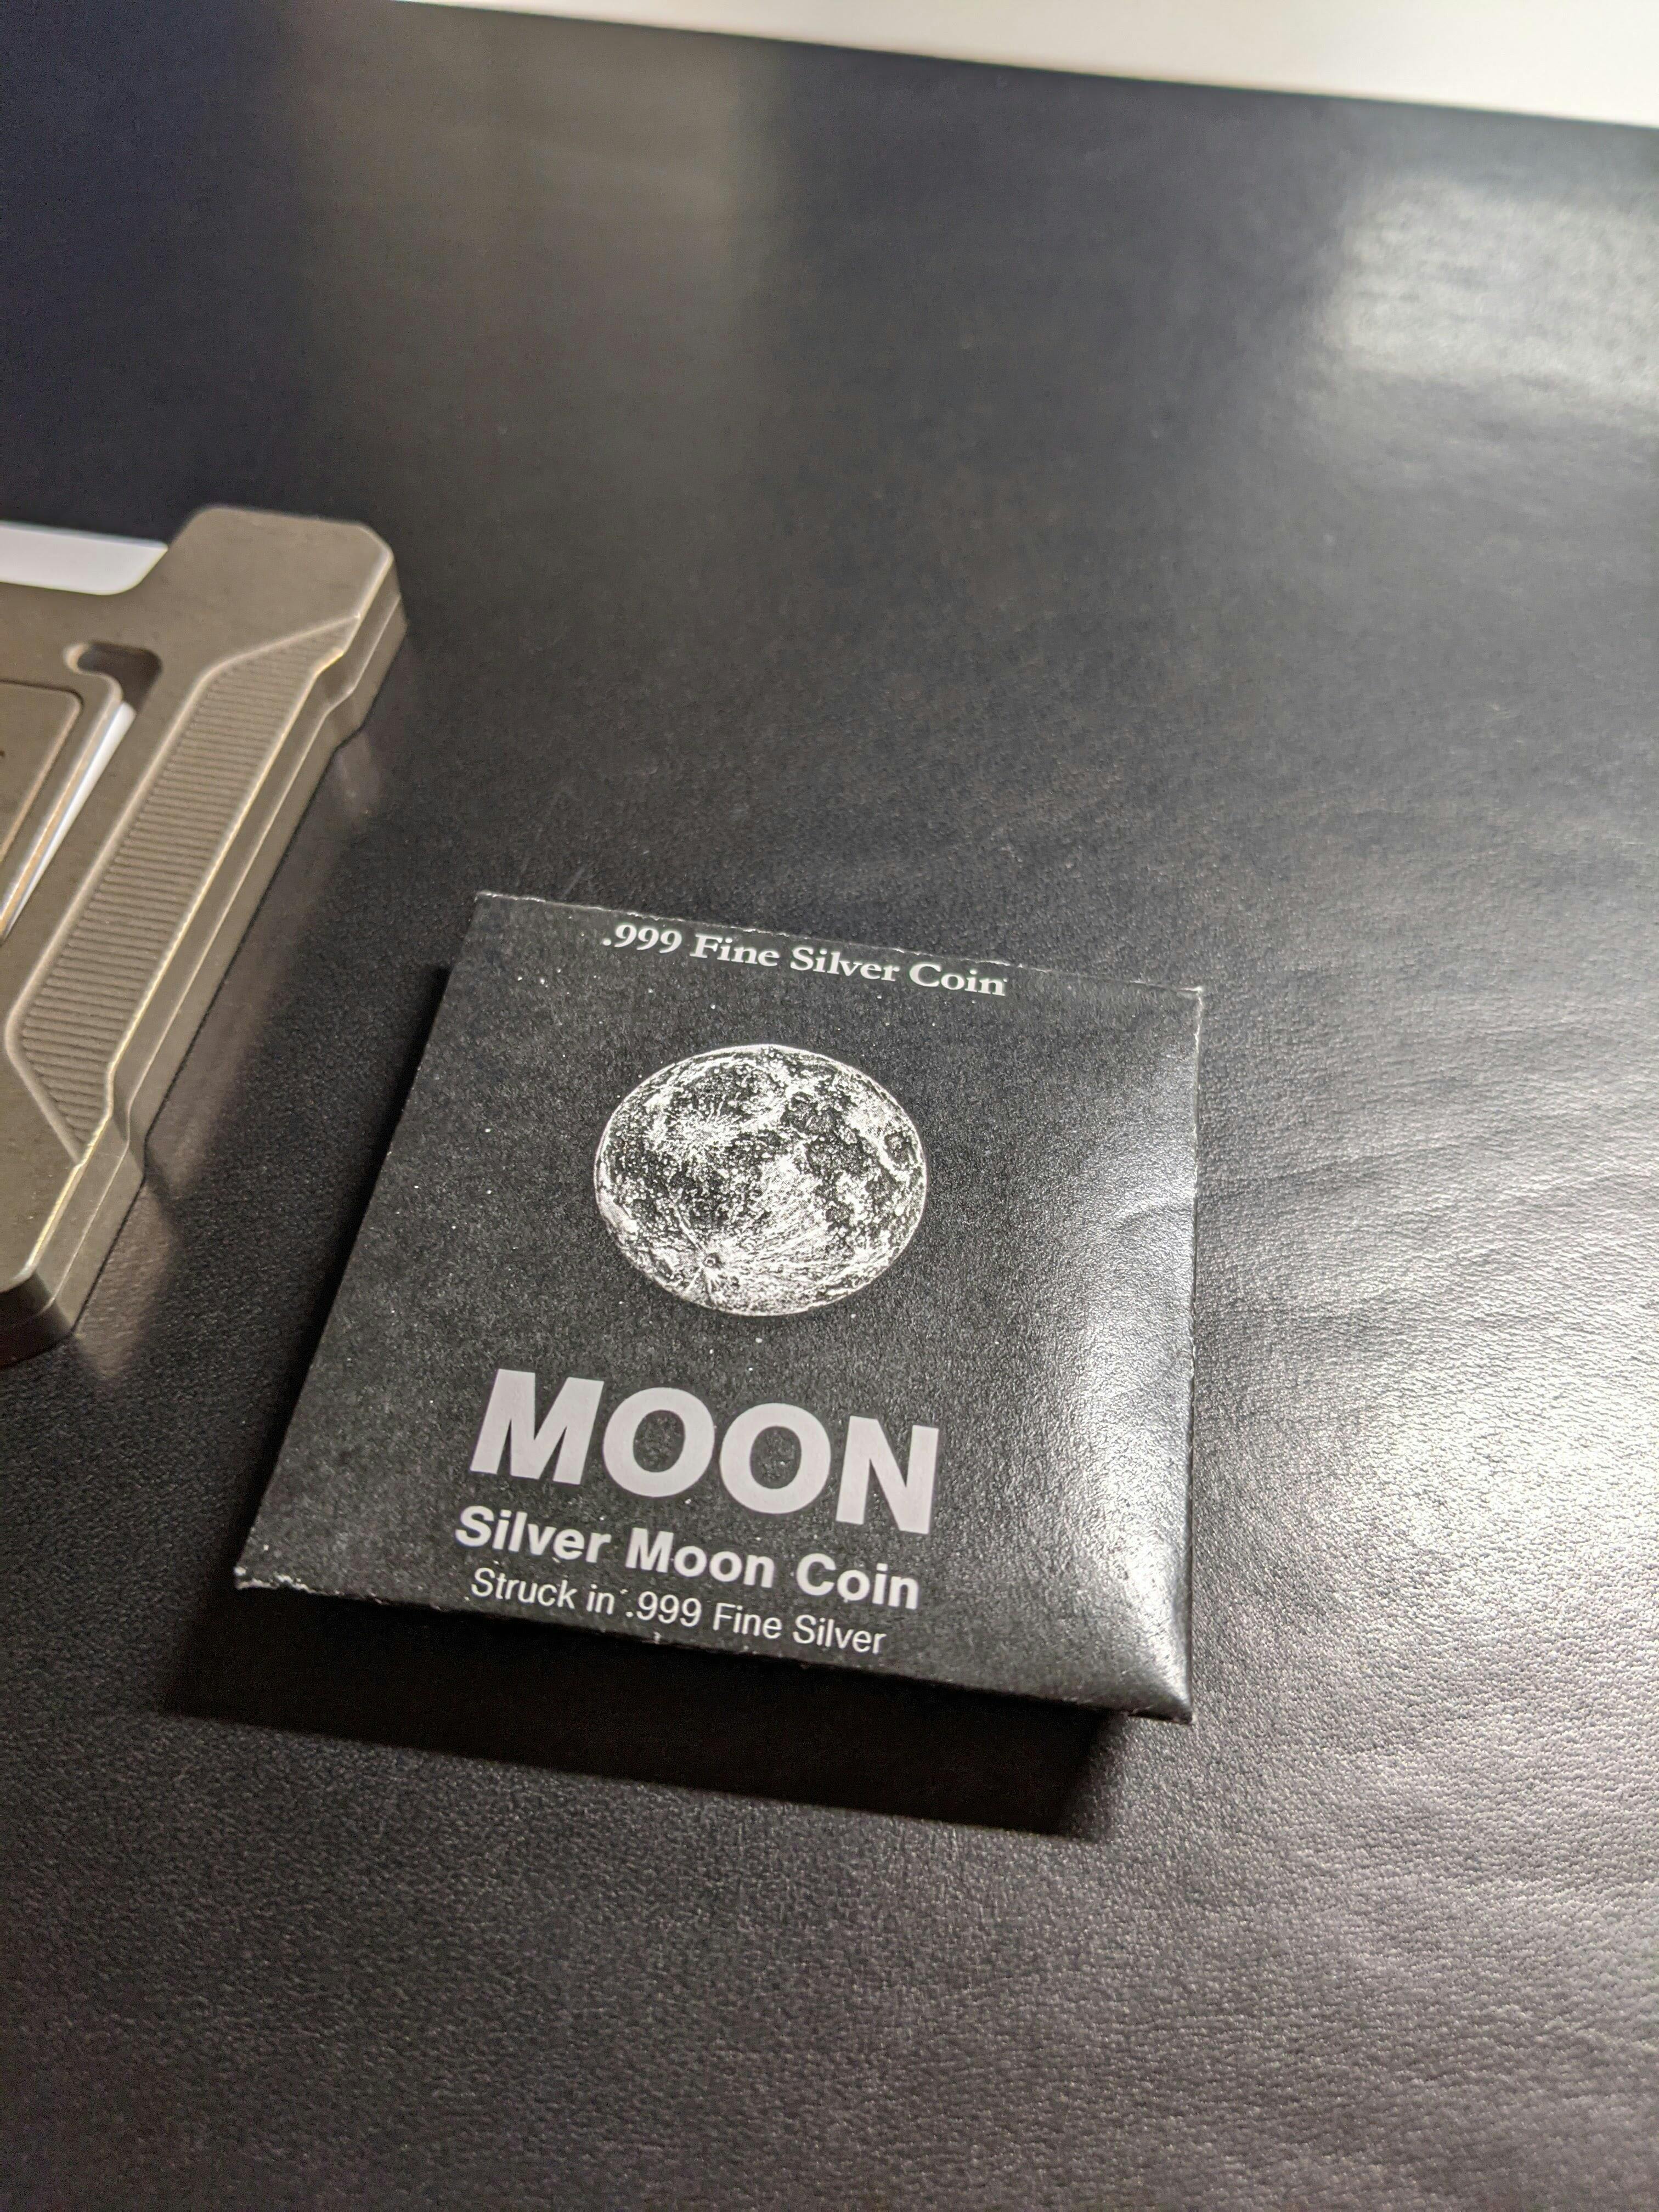 .999 Fine Silver Coin
MOON
Silver Moon Coin
Struck in .999 Fine Silver